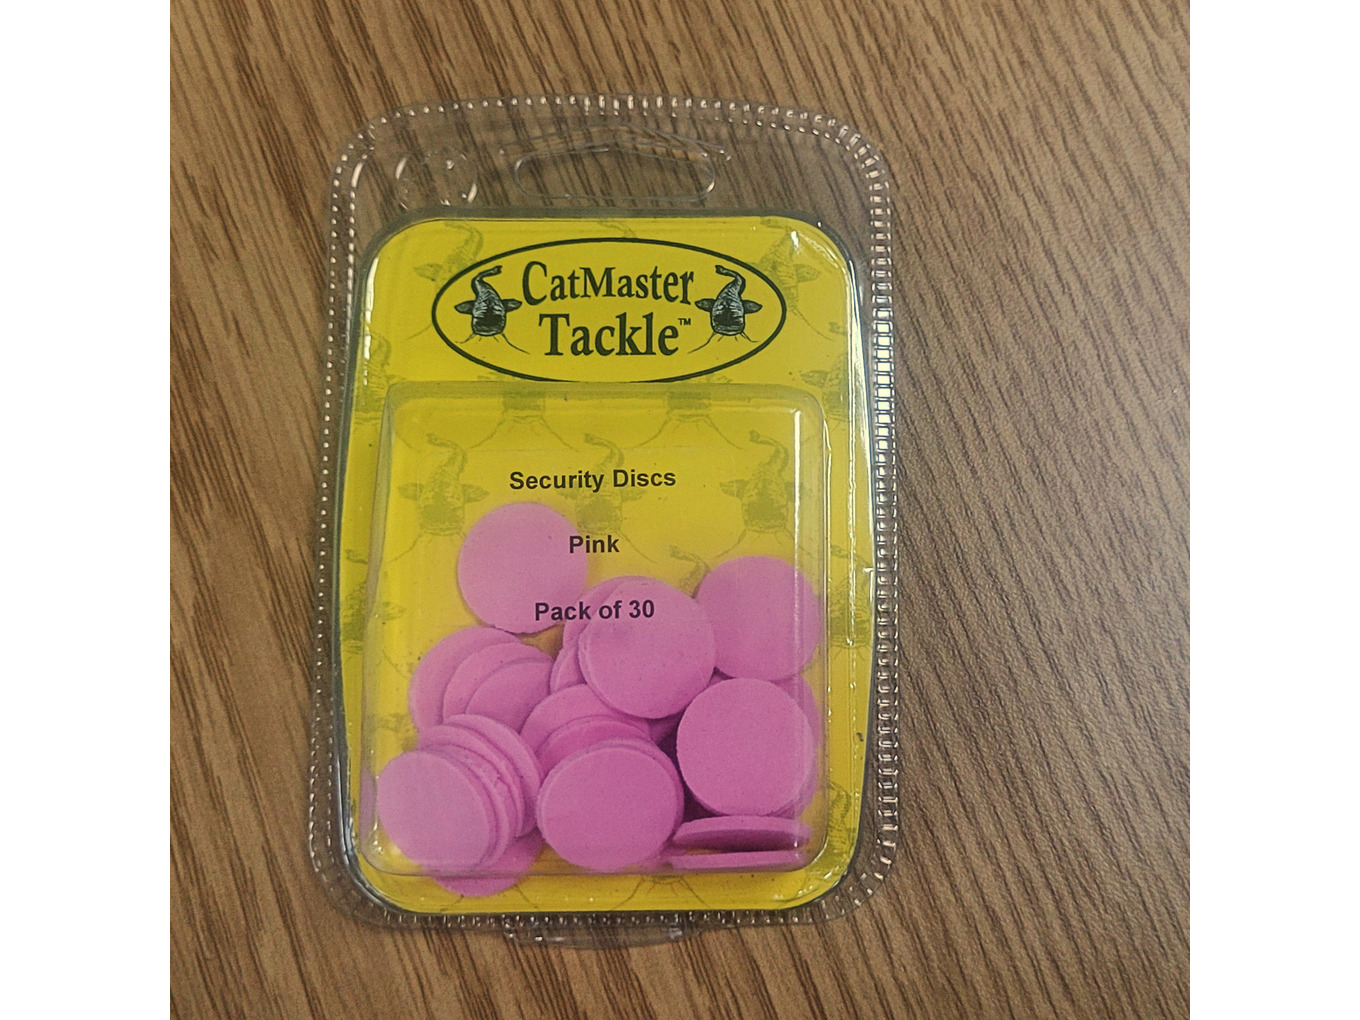 CatMaster
Tackle™
Security Discs
Pink
Pack of 30